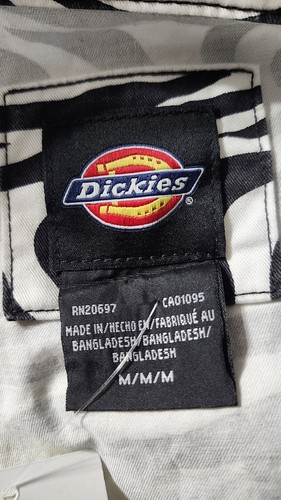 Dickies®
RN20697 CA01095
MADE IN/HECHO EN/FABRIQUÉ AU
BANGLADESH/BANGLADESH/
BANGLADESH
M/M/M